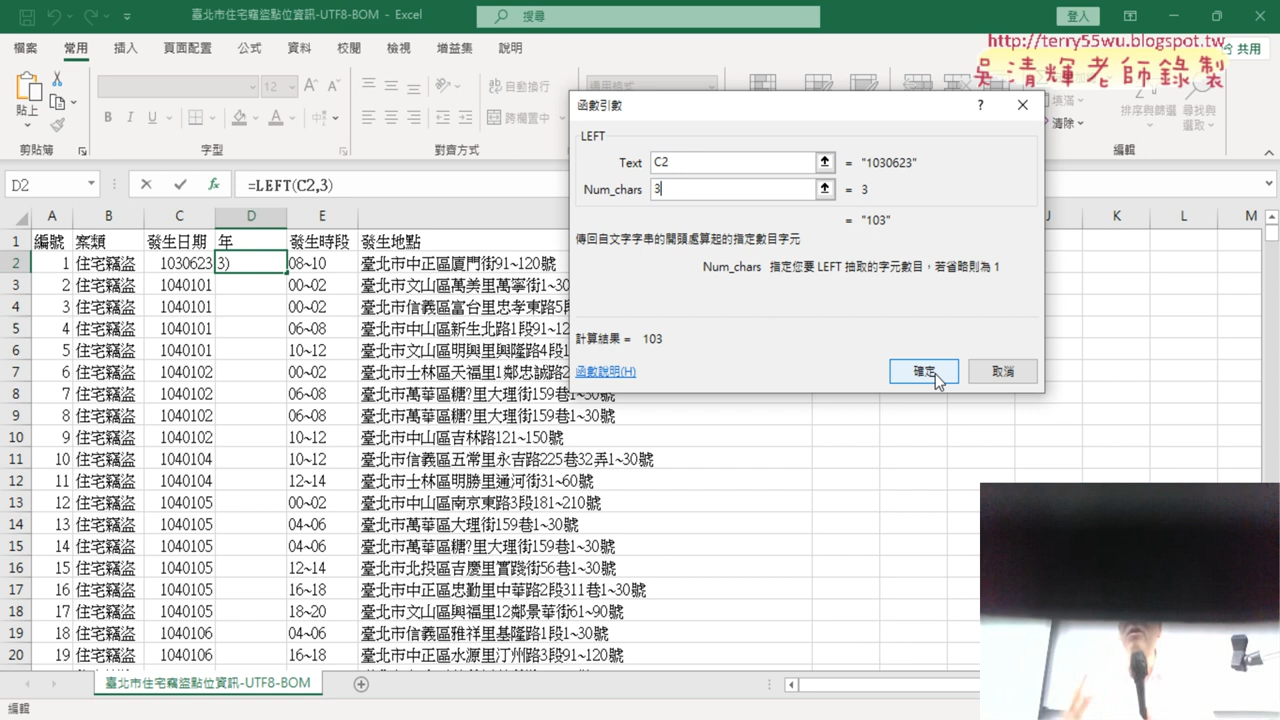 臺北市住宅竊盜點位資訊-UTF8-BOM - Excel
搜尋
登入
檔案 常用 插入 頁面配置 公式 資料 校閱 檢視 增益集 說明
共用
http://terry55wu.blogspot.tw
吳清輝老師錄製
貼上
12
自動換行
跨欄置中
通用格式
填滿
清除
排序與篩選
尋找與選取
剪貼簿 字型 對齊方式 編輯
D2
=LEFT(C2,3)
函數引數
LEFT
Text C2 = "1030623"
Num_chars 3 = 3
= "103"
傳回自文字字串的開頭處算起的指定數目字元
Num_chars 指定您要 LEFT 抽取的字元數目，若省略則為 1
計算結果 = 103
函數說明(H)
確定
取消
A B C D E J K L M
1 編號 案類 發生日期 年 發生時段 發生地點
2 1 住宅竊盜 1030623 3) 08~10 臺北市中正區廈門街91~120號
3 2 住宅竊盜 1040101 00~02 臺北市文山區萬美里萬寧街1~30
4 3 住宅竊盜 1040101 00~02 臺北市信義區富台里忠孝東路5段
5 4 住宅竊盜 1040101 06~08 臺北市中山區新生北路1段91~12
6 5 住宅竊盜 1040101 10~12 臺北市文山區明興里興隆路4段1
7 6 住宅竊盜 1040102 00~02 臺北市士林區天福里1鄰忠誠路2
8 7 住宅竊盜 1040102 06~08 臺北市萬華區糖?里大理街159巷1~30號
9 8 住宅竊盜 1040102 06~08 臺北市萬華區糖?里大理街159巷1~30號
10 9 住宅竊盜 1040102 10~12 臺北市中山區吉林路121~150號
11 10 住宅竊盜 1040104 10~12 臺北市信義區五常里永吉路225巷32弄1~30號
12 11 住宅竊盜 1040104 12~14 臺北市士林區明勝里通河街31~60號
13 12 住宅竊盜 1040105 00~02 臺北市中山區南京東路3段181~210號
14 13 住宅竊盜 1040105 04~06 臺北市萬華區大理街159巷1~30號
15 14 住宅竊盜 1040105 04~06 臺北市萬華區糖?里大理街159巷1~30號
16 15 住宅竊盜 1040105 12~14 臺北市北投區吉慶里實踐街56巷1~30號
17 16 住宅竊盜 1040105 16~18 臺北市中正區忠勤里中華路2段311巷1~30號
18 17 住宅竊盜 1040105 18~20 臺北市文山區興福里12鄰景華街61~90號
19 18 住宅竊盜 1040106 04~06 臺北市信義區雅祥里基隆路1段1~30號
20 19 住宅竊盜 1040106 16~18 臺北市中正區水源里汀州路3段91~120號
臺北市住宅竊盜點位資訊-UTF8-BOM
編輯